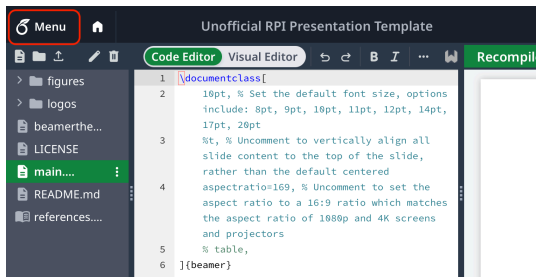 Menu
Unofficial RPI Presentation Template
Code Editor
Visual Editor
B I ...
Recompil
figures
logos
beamerthe...
LICENSE
main....
README.md
references....
1 \documentclass[
2 10pt, % Set the default font size, options
include: 8pt, 9pt, 10pt, 11pt, 12pt, 14pt,
17pt, 20pt
3 %t, % Uncomment to vertically align all
slide content to the top of the slide,
rather than the default centered
4 aspectratio=169, % Uncomment to set the
aspect ratio to a 16:9 ratio which matches
the aspect ratio of 1080p and 4K screens
and projectors
5 % table,
6 ]{beamer}